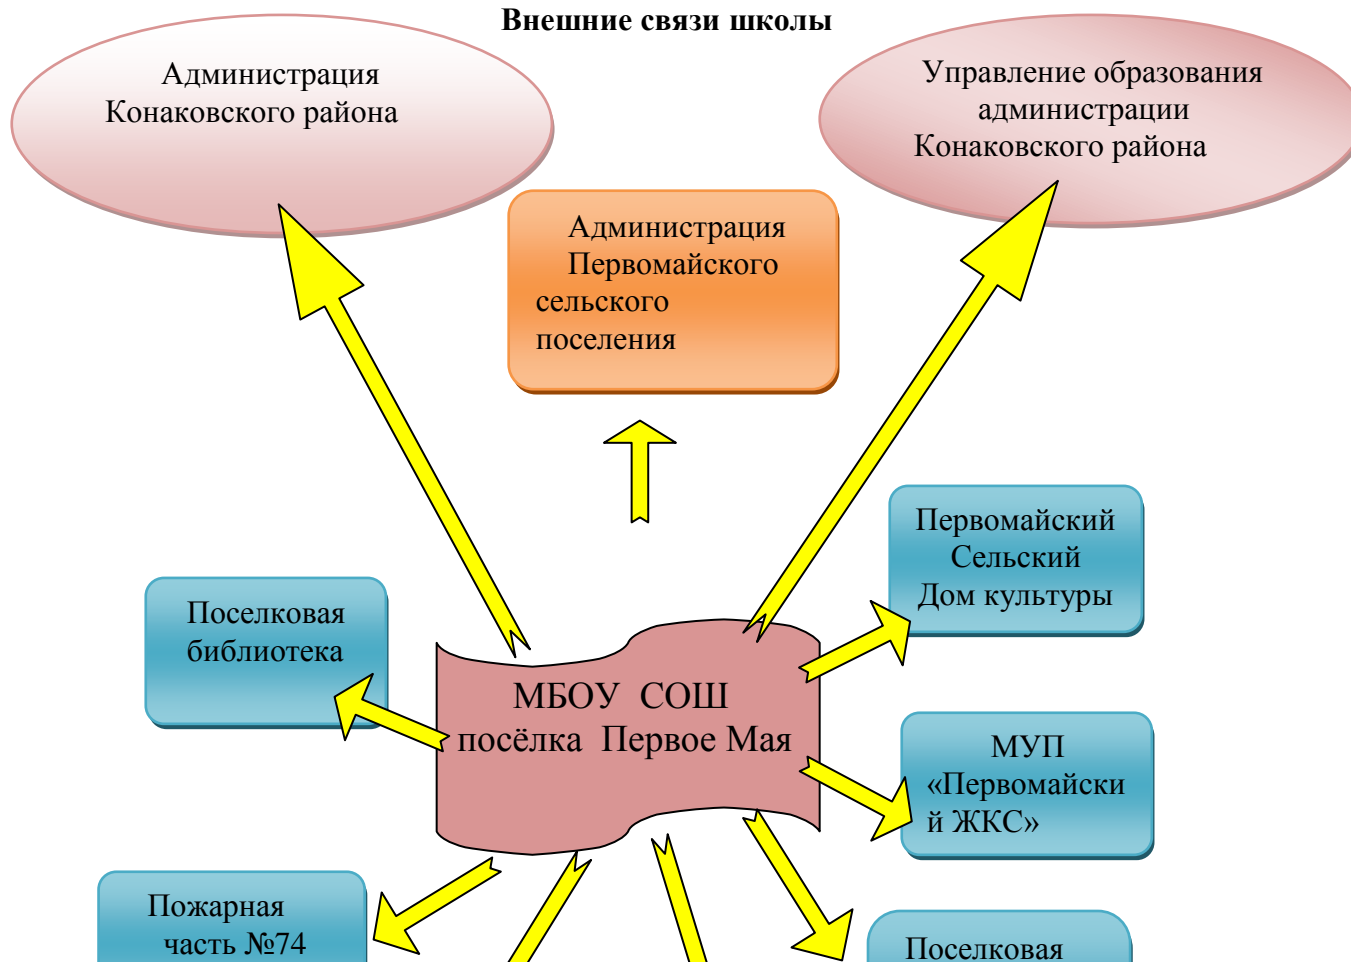 Внешние связи школы
Администрация
Конаковского района
Управление образования
администрации
Конаковского района
Администрация
Первомайского
сельского
поселения
Первомайский
Сельский
Дом культуры
Поселковая
библиотека
МБОУ СОШ
посёлка Первое Мая
МУП
«Первомайски
й ЖКС»
Пожарная
часть №74
Поселковая